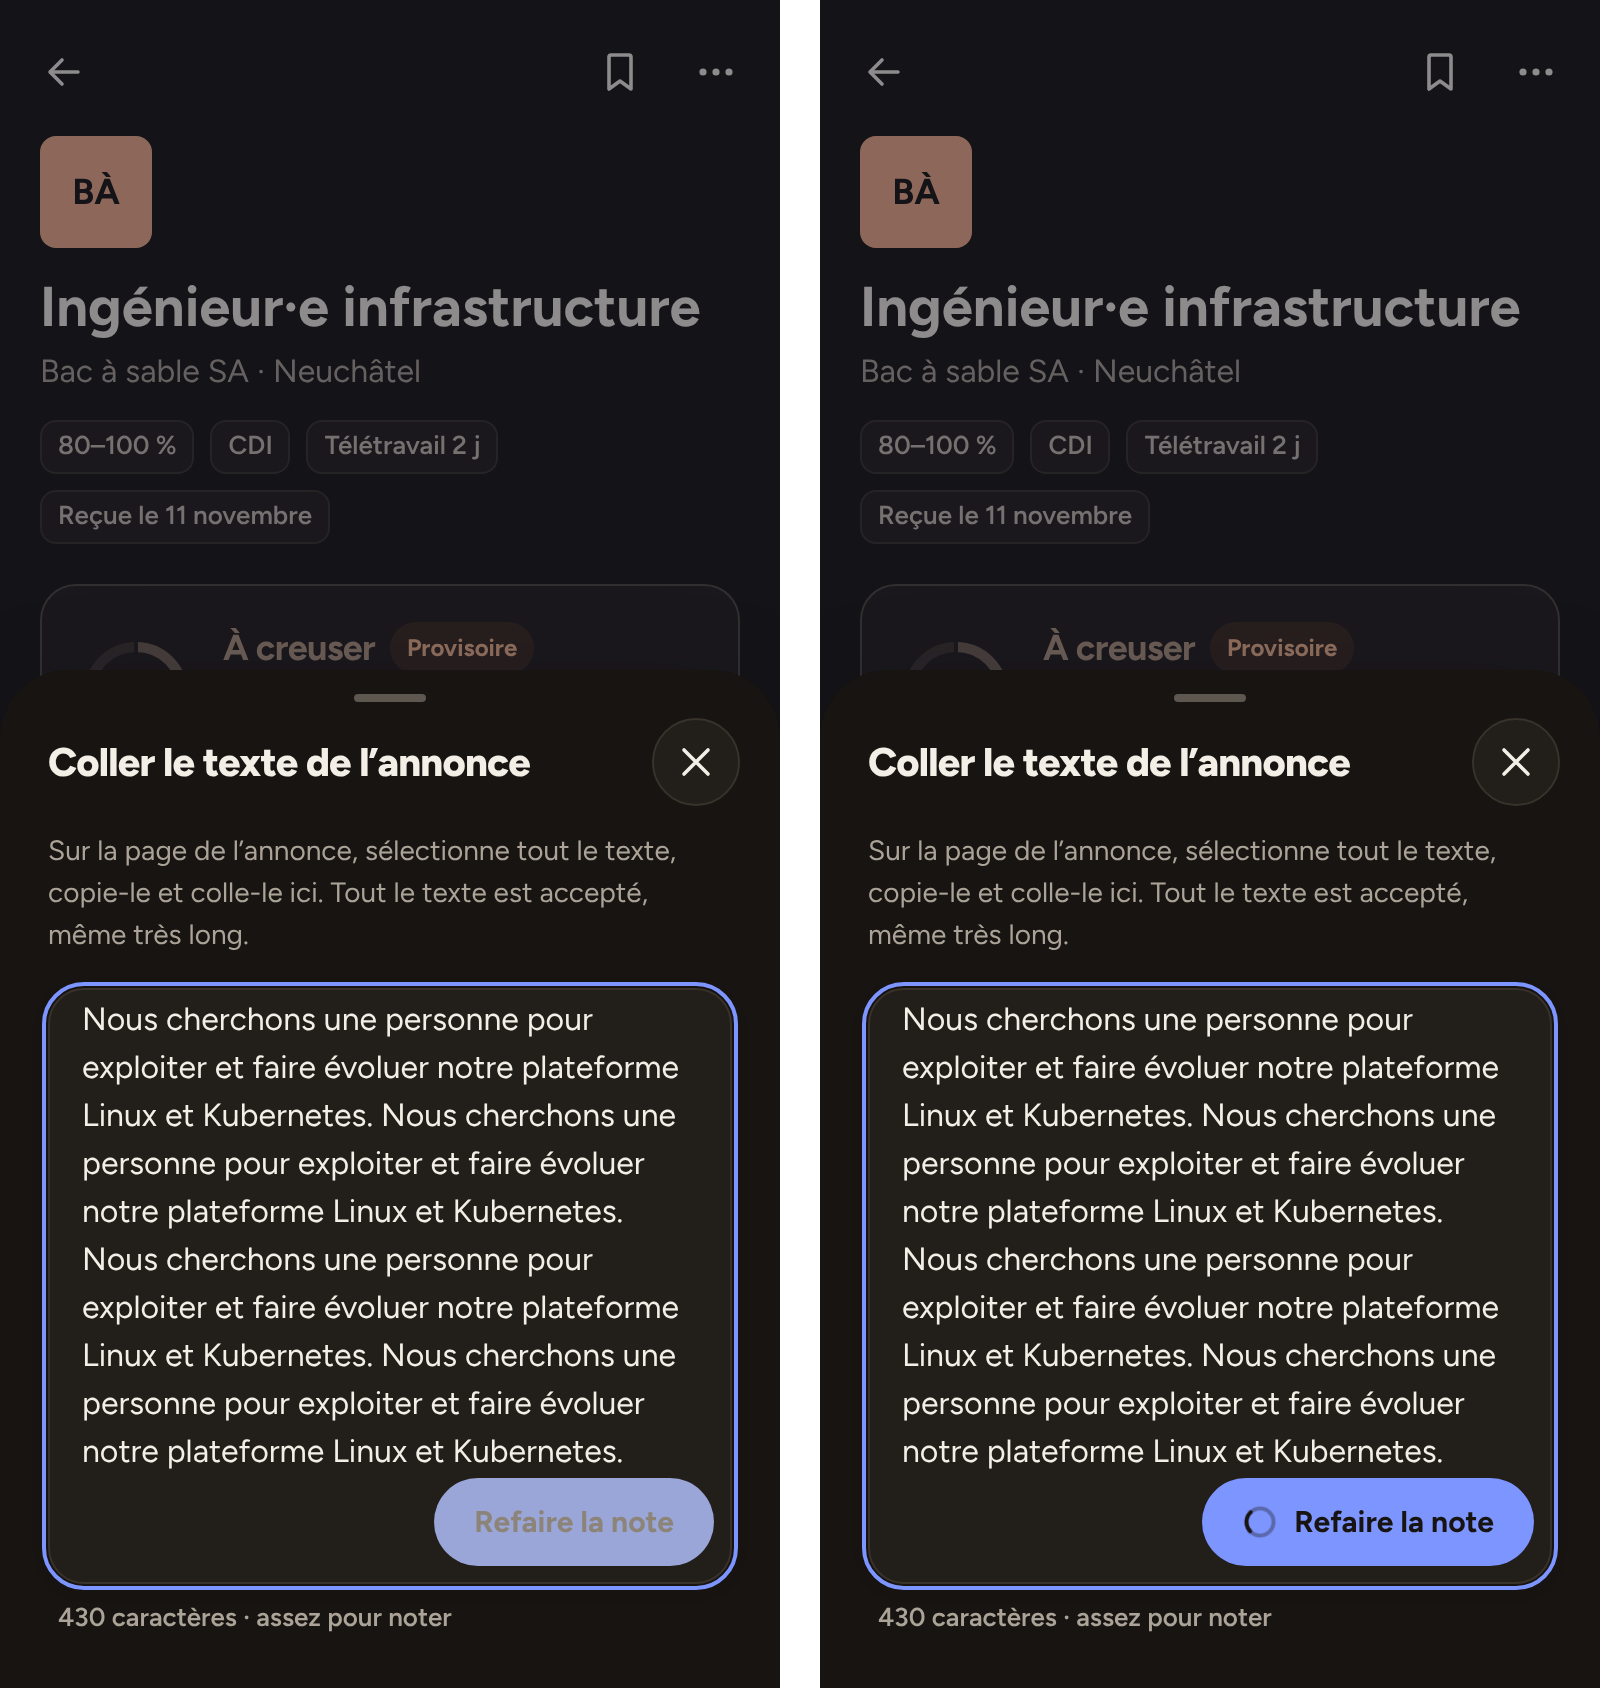 BÀ
Ingénieur·e infrastructure
Bac à sable SA · Neuchâtel
80–100 %
CDI
Télétravail 2 j
Reçue le 11 novembre
À creuser
Provisoire
Coller le texte de l’annonce
Sur la page de l’annonce, sélectionne tout le texte,
copie-le et colle-le ici. Tout le texte est accepté,
même très long.
Nous cherchons une personne pour
exploiter et faire évoluer notre plateforme
Linux et Kubernetes. Nous cherchons une
personne pour exploiter et faire évoluer
notre plateforme Linux et Kubernetes.
Nous cherchons une personne pour
exploiter et faire évoluer notre plateforme
Linux et Kubernetes. Nous cherchons une
personne pour exploiter et faire évoluer
notre plateforme Linux et Kubernetes.
Refaire la note
430 caractères · assez pour noter
BÀ
Ingénieur·e infrastructure
Bac à sable SA · Neuchâtel
80–100 %
CDI
Télétravail 2 j
Reçue le 11 novembre
À creuser
Provisoire
Coller le texte de l’annonce
Sur la page de l’annonce, sélectionne tout le texte,
copie-le et colle-le ici. Tout le texte est accepté,
même très long.
Nous cherchons une personne pour
exploiter et faire évoluer notre plateforme
Linux et Kubernetes. Nous cherchons une
personne pour exploiter et faire évoluer
notre plateforme Linux et Kubernetes.
Nous cherchons une personne pour
exploiter et faire évoluer notre plateforme
Linux et Kubernetes. Nous cherchons une
personne pour exploiter et faire évoluer
notre plateforme Linux et Kubernetes.
Refaire la note
430 caractères · assez pour noter